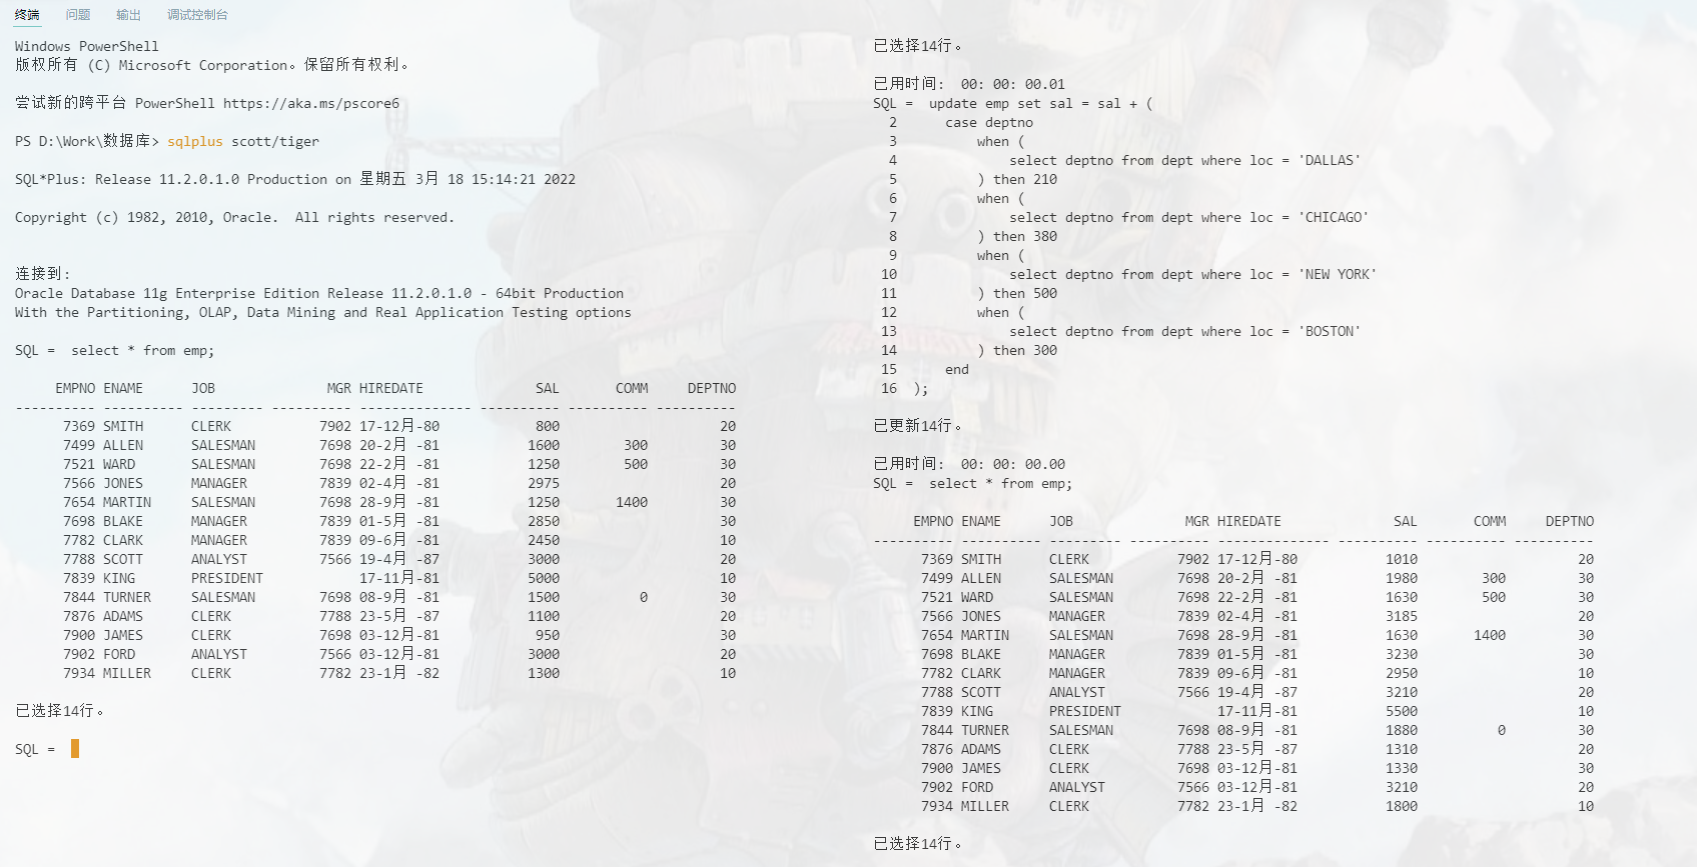 终端 问题 输出 调试控制台
Windows PowerShell
版权所有 (C) Microsoft Corporation。保留所有权利。
尝试新的跨平台 PowerShell https://aka.ms/pscore6
PS D:\Work\数据库> sqlplus scott/tiger
SQL*Plus: Release 11.2.0.1.0 Production on 星期五 3月 18 15:14:21 2022
Copyright (c) 1982, 2010, Oracle.  All rights reserved.
连接到:
Oracle Database 11g Enterprise Edition Release 11.2.0.1.0 - 64bit Production
With the Partitioning, OLAP, Data Mining and Real Application Testing options
SQL =  select * from emp;
EMPNO ENAME JOB MGR HIREDATE SAL COMM DEPTNO
---------- ---------- --------- ---------- -------------- ---------- ---------- ----------
7369 SMITH CLERK 7902 17-12月-80 800 20
7499 ALLEN SALESMAN 7698 20-2月 -81 1600 300 30
7521 WARD SALESMAN 7698 22-2月 -81 1250 500 30
7566 JONES MANAGER 7839 02-4月 -81 2975 20
7654 MARTIN SALESMAN 7698 28-9月 -81 1250 1400 30
7698 BLAKE MANAGER 7839 01-5月 -81 2850 30
7782 CLARK MANAGER 7839 09-6月 -81 2450 10
7788 SCOTT ANALYST 7566 19-4月 -87 3000 20
7839 KING PRESIDENT 17-11月-81 5000 10
7844 TURNER SALESMAN 7698 08-9月 -81 1500 0 30
7876 ADAMS CLERK 7788 23-5月 -87 1100 20
7900 JAMES CLERK 7698 03-12月-81 950 30
7902 FORD ANALYST 7566 03-12月-81 3000 20
7934 MILLER CLERK 7782 23-1月 -82 1300 10
已选择14行。
SQL =
已选择14行。
已用时间:  00: 00: 00.01
SQL =  update emp set sal = sal + (
2 case deptno
3 when (
4 select deptno from dept where loc = 'DALLAS'
5 ) then 210
6 when (
7 select deptno from dept where loc = 'CHICAGO'
8 ) then 380
9 when (
10 select deptno from dept where loc = 'NEW YORK'
11 ) then 500
12 when (
13 select deptno from dept where loc = 'BOSTON'
14 ) then 300
15 end
16 );
已更新14行。
已用时间:  00: 00: 00.00
SQL =  select * from emp;
EMPNO ENAME JOB MGR HIREDATE SAL COMM DEPTNO
---------- ---------- --------- ---------- -------------- ---------- ---------- ----------
7369 SMITH CLERK 7902 17-12月-80 1010 20
7499 ALLEN SALESMAN 7698 20-2月 -81 1980 300 30
7521 WARD SALESMAN 7698 22-2月 -81 1630 500 30
7566 JONES MANAGER 7839 02-4月 -81 3185 20
7654 MARTIN SALESMAN 7698 28-9月 -81 1630 1400 30
7698 BLAKE MANAGER 7839 01-5月 -81 3230 30
7782 CLARK MANAGER 7839 09-6月 -81 2950 10
7788 SCOTT ANALYST 7566 19-4月 -87 3210 20
7839 KING PRESIDENT 17-11月-81 5500 10
7844 TURNER SALESMAN 7698 08-9月 -81 1880 0 30
7876 ADAMS CLERK 7788 23-5月 -87 1310 20
7900 JAMES CLERK 7698 03-12月-81 1330 30
7902 FORD ANALYST 7566 03-12月-81 3210 20
7934 MILLER CLERK 7782 23-1月 -82 1800 10
已选择14行。